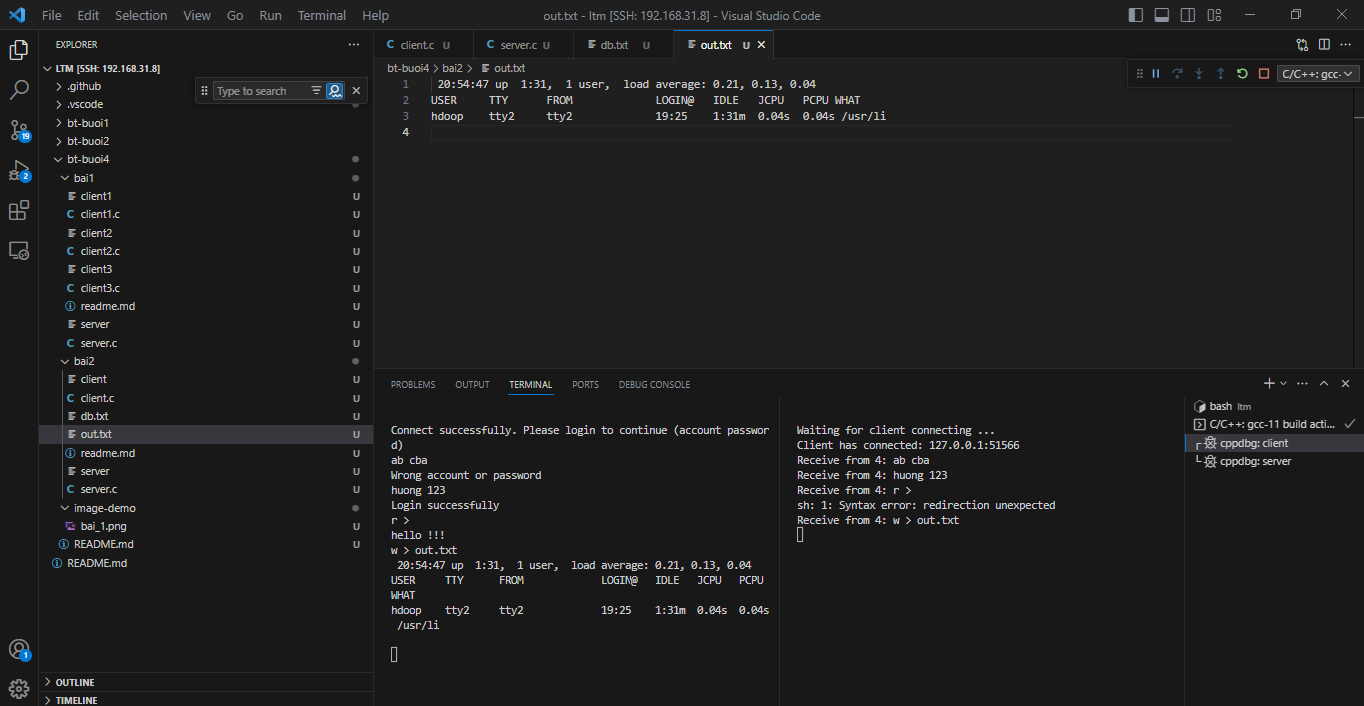 File Edit Selection View Go Run Terminal Help
out.txt - ltm [SSH: 192.168.31.8] - Visual Studio Code
EXPLORER
LTM [SSH: 192.168.31.8]
Type to search
.github
.vscode
bt-buoi1
bt-buoi2
bt-buoi4
bai1
client1 U
C client1.c U
client2 U
C client2.c U
client3 U
C client3.c U
readme.md U
server U
C server.c U
bai2
client U
C client.c U
db.txt U
out.txt U
readme.md U
server U
C server.c U
image-demo
bai_1.png U
README.md U
README.md
OUTLINE
TIMELINE
19
2
1
C client.c U
C server.c U
db.txt U
out.txt U
bt-buoi4 > bai2 > out.txt
C/C++: gcc-
1 20:54:47 up 1:31, 1 user, load average: 0.21, 0.13, 0.04
2 USER TTY FROM LOGIN@ IDLE JCPU PCPU WHAT
3 hdoop tty2 tty2 19:25 1:31m 0.04s 0.04s /usr/li
4
PROBLEMS OUTPUT TERMINAL PORTS DEBUG CONSOLE
Connect successfully. Please login to continue (account passwor
d)
ab cba
Wrong account or password
huong 123
Login successfully
r >
hello !!!
w > out.txt
20:54:47 up 1:31, 1 user, load average: 0.21, 0.13, 0.04
USER TTY FROM LOGIN@ IDLE JCPU PCPU
WHAT
hdoop tty2 tty2 19:25 1:31m 0.04s 0.04s
/usr/li
Waiting for client connecting ...
Client has connected: 127.0.0.1:51566
Receive from 4: ab cba
Receive from 4: huong 123
Receive from 4: r >
sh: 1: Syntax error: redirection unexpected
Receive from 4: w > out.txt
bash ltm
C/C++: gcc-11 build acti...
cppdbg: client
cppdbg: server